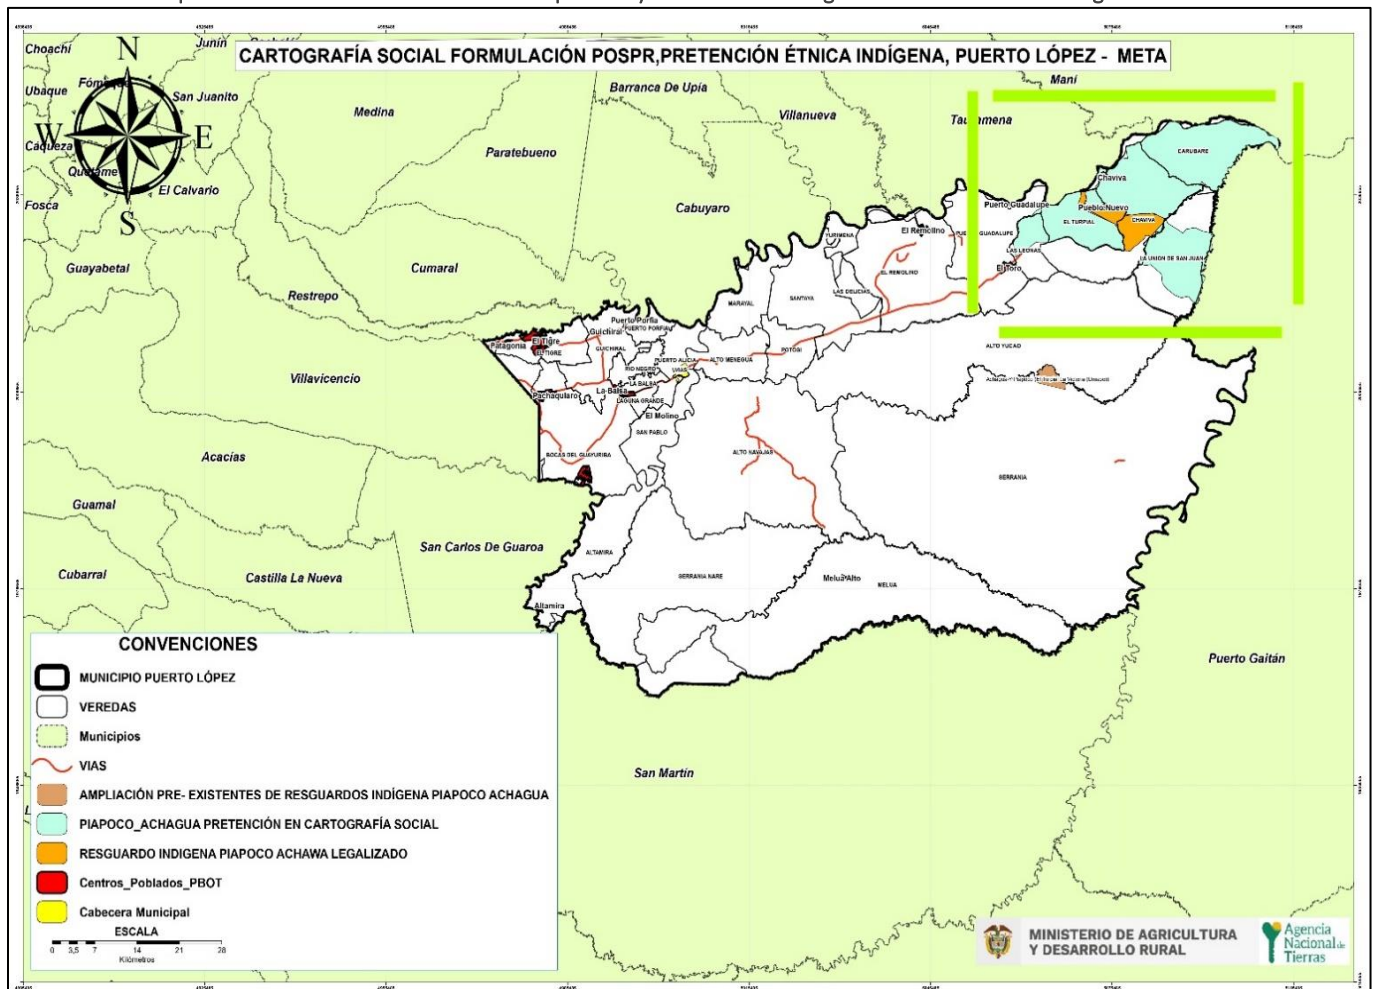 CARTOGRAFÍA SOCIAL FORMULACIÓN POSPR,PRETENCIÓN ÉTNICA INDÍGENA, PUERTO LÓPEZ - META
Choachí
Junín
N
Ubaque
San Juanito
W
E
Cáqueza
El Calvario
Fosca
S
Guayabetal
Medina
Barranca De Upía
Maní
Villanueva
Paratebueno
Cabuyaro
Cumaral
Restrepo
Villavicencio
Acacías
Guamal
Cubarral
Castilla La Nueva
San Carlos De Guaroa
San Martín
Puerto Gaitán
CARUBARE
Chaviva
Pueblo Nuevo
CHAVIVA
EL TURPIAL
Puerto Guadalupe
LA UNION DE SAN JUAN
LAS LEONAS
El Toro
YURIMENA
El Remolino
EL REMOLINO
LAS DELICIAS
SANTAYA
MARAYAL
Puerto Porfia
PUERTO PORFIA
Guichiral
GUICHIRAL
El Tigre
EL TIGRE
Patagonia
PUERTO ALICIA
ALTO MENEGUA
POTOSI
ALTO YUCAO
RIO NEGRO
LA BALSA
La Balsa
LAGUNA GRANDE
Pachaquiaro
El Molino
SAN PABLO
BOCAS DEL GUAYURIBA
ALTO NAVAJAS
SERRANIA
ALTAMIRA
Altamira
SERRANIA NARE
Melua Alto
MELUA
CONVENCIONES
MUNICIPIO PUERTO LÓPEZ
VEREDAS
Municipios
VIAS
AMPLIACIÓN PRE- EXISTENTES DE RESGUARDOS INDÍGENA PIAPOCO ACHAGUA
PIAPOCO_ACHAGUA PRETENCIÓN EN CARTOGRAFÍA SOCIAL
RESGUARDO INDIGENA PIAPOCO ACHAWA LEGALIZADO
Centros_Poblados_PBOT
Cabecera Municipal
ESCALA
0 3,5 7 14 21 28
Kilómetros
MINISTERIO DE AGRICULTURA
Y DESARROLLO RURAL
Agencia
Nacional de
Tierras